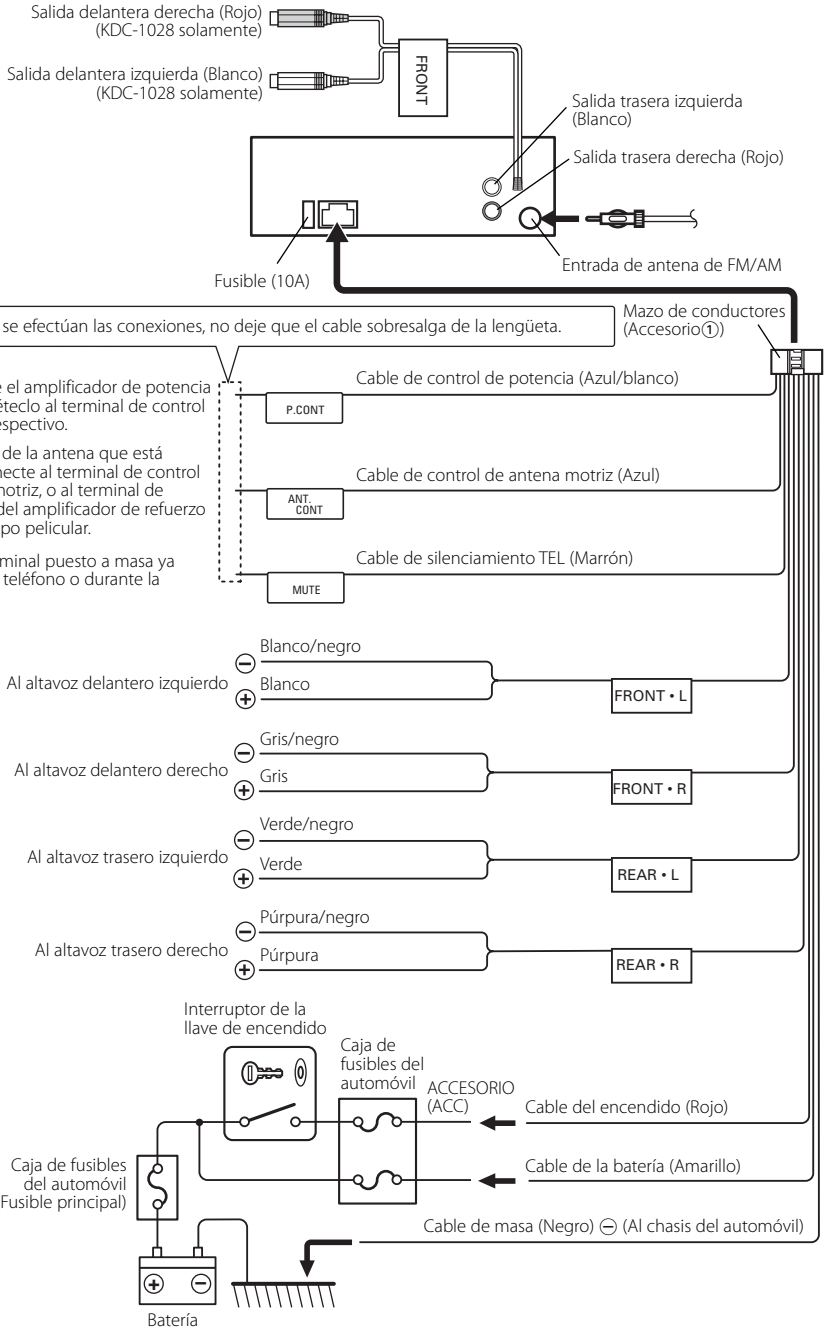 Salida delantera derecha (Rojo)
(KDC-1028 solamente)
Salida delantera izquierda (Blanco)
(KDC-1028 solamente)
FRONT
Salida trasera izquierda
(Blanco)
Salida trasera derecha (Rojo)
Fusible (10A)
Entrada de antena de FM/AM
se efectúan las conexiones, no deje que el cable sobresalga de la lengüeta.
Mazo de conductores
(Accesorio①)
el amplificador de potencia
al terminal de control
Cable de control de potencia (Azul/blanco)
P.CONT
de la antena que está
al terminal de control
o al terminal de
del amplificador de refuerzo
pelicular.
Cable de control de antena motriz (Azul)
ANT.
CONT
puesto a masa ya
teléfono o durante la
Cable de silenciamiento TEL (Marrón)
MUTE
Al altavoz delantero izquierdo
⊖ Blanco/negro
⊕ Blanco
FRONT • L
Al altavoz delantero derecho
⊖ Gris/negro
⊕ Gris
FRONT • R
Al altavoz trasero izquierdo
⊖ Verde/negro
⊕ Verde
REAR • L
Al altavoz trasero derecho
⊖ Púrpura/negro
⊕ Púrpura
REAR • R
Interruptor de la
llave de encendido
Caja de
fusibles del
automóvil
ACCESORIO
(ACC)
Cable del encendido (Rojo)
Cable de la batería (Amarillo)
Caja de fusibles
del automóvil
Fusible principal)
Cable de masa (Negro) ⊖ (Al chasis del automóvil)
⊕ ⊖
Batería